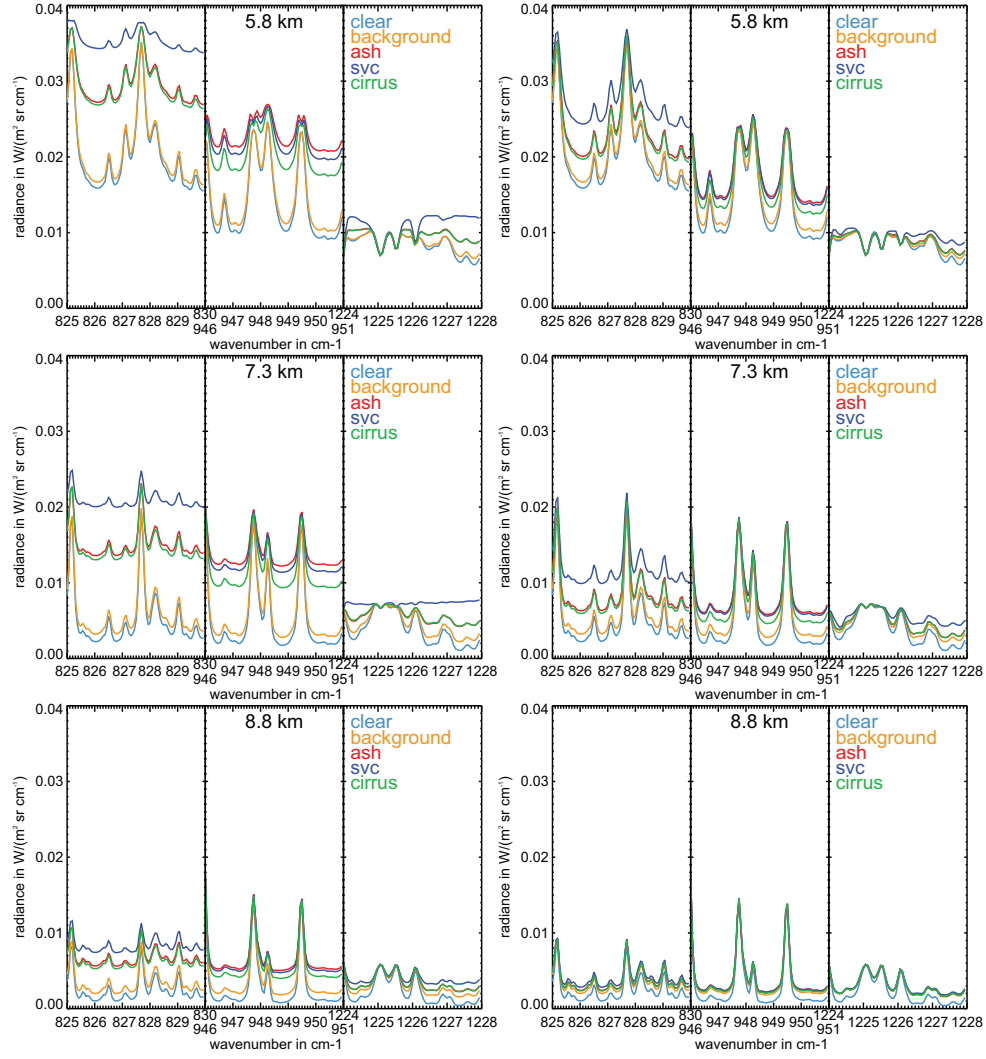 0.04
0.03
0.02
0.01
0.00
radiance in W/(m² sr cm⁻¹)
5.8 km
clear
background
ash
svc
cirrus
825 826 827 828 829 830
946 947 948 949 950 951
1224 1225 1226 1227 1228
wavenumber in cm-1
0.04
0.03
0.02
0.01
0.00
radiance in W/(m² sr cm⁻¹)
5.8 km
clear
background
ash
svc
cirrus
825 826 827 828 829 830
946 947 948 949 950 951
1224 1225 1226 1227 1228
wavenumber in cm-1
0.04
0.03
0.02
0.01
0.00
radiance in W/(m² sr cm⁻¹)
7.3 km
clear
background
ash
svc
cirrus
825 826 827 828 829 830
946 947 948 949 950 951
1224 1225 1226 1227 1228
wavenumber in cm-1
0.04
0.03
0.02
0.01
0.00
radiance in W/(m² sr cm⁻¹)
7.3 km
clear
background
ash
svc
cirrus
825 826 827 828 829 830
946 947 948 949 950 951
1224 1225 1226 1227 1228
wavenumber in cm-1
0.04
0.03
0.02
0.01
0.00
radiance in W/(m² sr cm⁻¹)
8.8 km
clear
background
ash
svc
cirrus
825 826 827 828 829 830
946 947 948 949 950 951
1224 1225 1226 1227 1228
wavenumber in cm-1
0.04
0.03
0.02
0.01
0.00
radiance in W/(m² sr cm⁻¹)
8.8 km
clear
background
ash
svc
cirrus
825 826 827 828 829 830
946 947 948 949 950 951
1224 1225 1226 1227 1228
wavenumber in cm-1